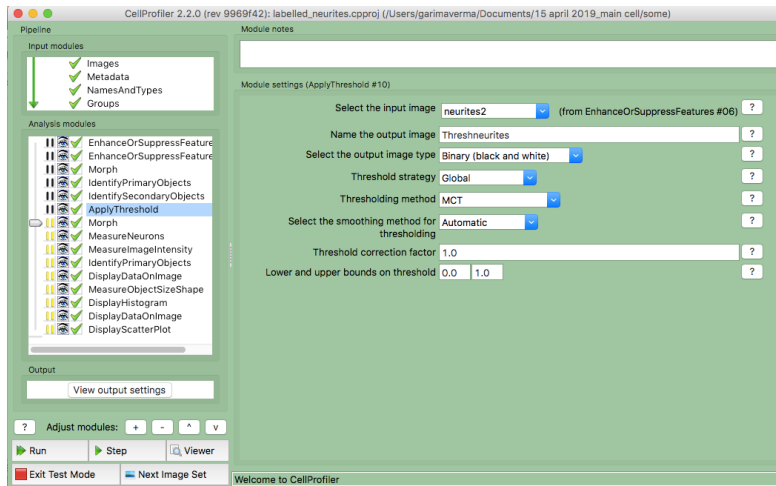 CellProfiler 2.2.0 (rev 9969f42): labelled_neurites.cpproj (/Users/garimaverma/Documents/15 april 2019_main cell/some)
Pipeline
Input modules
Images
Metadata
NamesAndTypes
Groups
Analysis modules
EnhanceOrSuppressFeature
EnhanceOrSuppressFeature
Morph
IdentifyPrimaryObjects
IdentifySecondaryObjects
ApplyThreshold
Morph
MeasureNeurons
MeasureImageIntensity
IdentifyPrimaryObjects
DisplayDataOnImage
MeasureObjectSizeShape
DisplayHistogram
DisplayDataOnImage
DisplayScatterPlot
Output
View output settings
? Adjust modules: + - ^ v
Run Step Viewer
Exit Test Mode Next Image Set
Module notes
Module settings (ApplyThreshold #10)
Select the input image neurites2 (from EnhanceOrSuppressFeatures #06) ?
Name the output image Threshneurites ?
Select the output image type Binary (black and white) ?
Threshold strategy Global ?
Thresholding method MCT ?
Select the smoothing method for Automatic ?
thresholding
Threshold correction factor 1.0 ?
Lower and upper bounds on threshold 0.0 1.0 ?
Welcome to CellProfiler